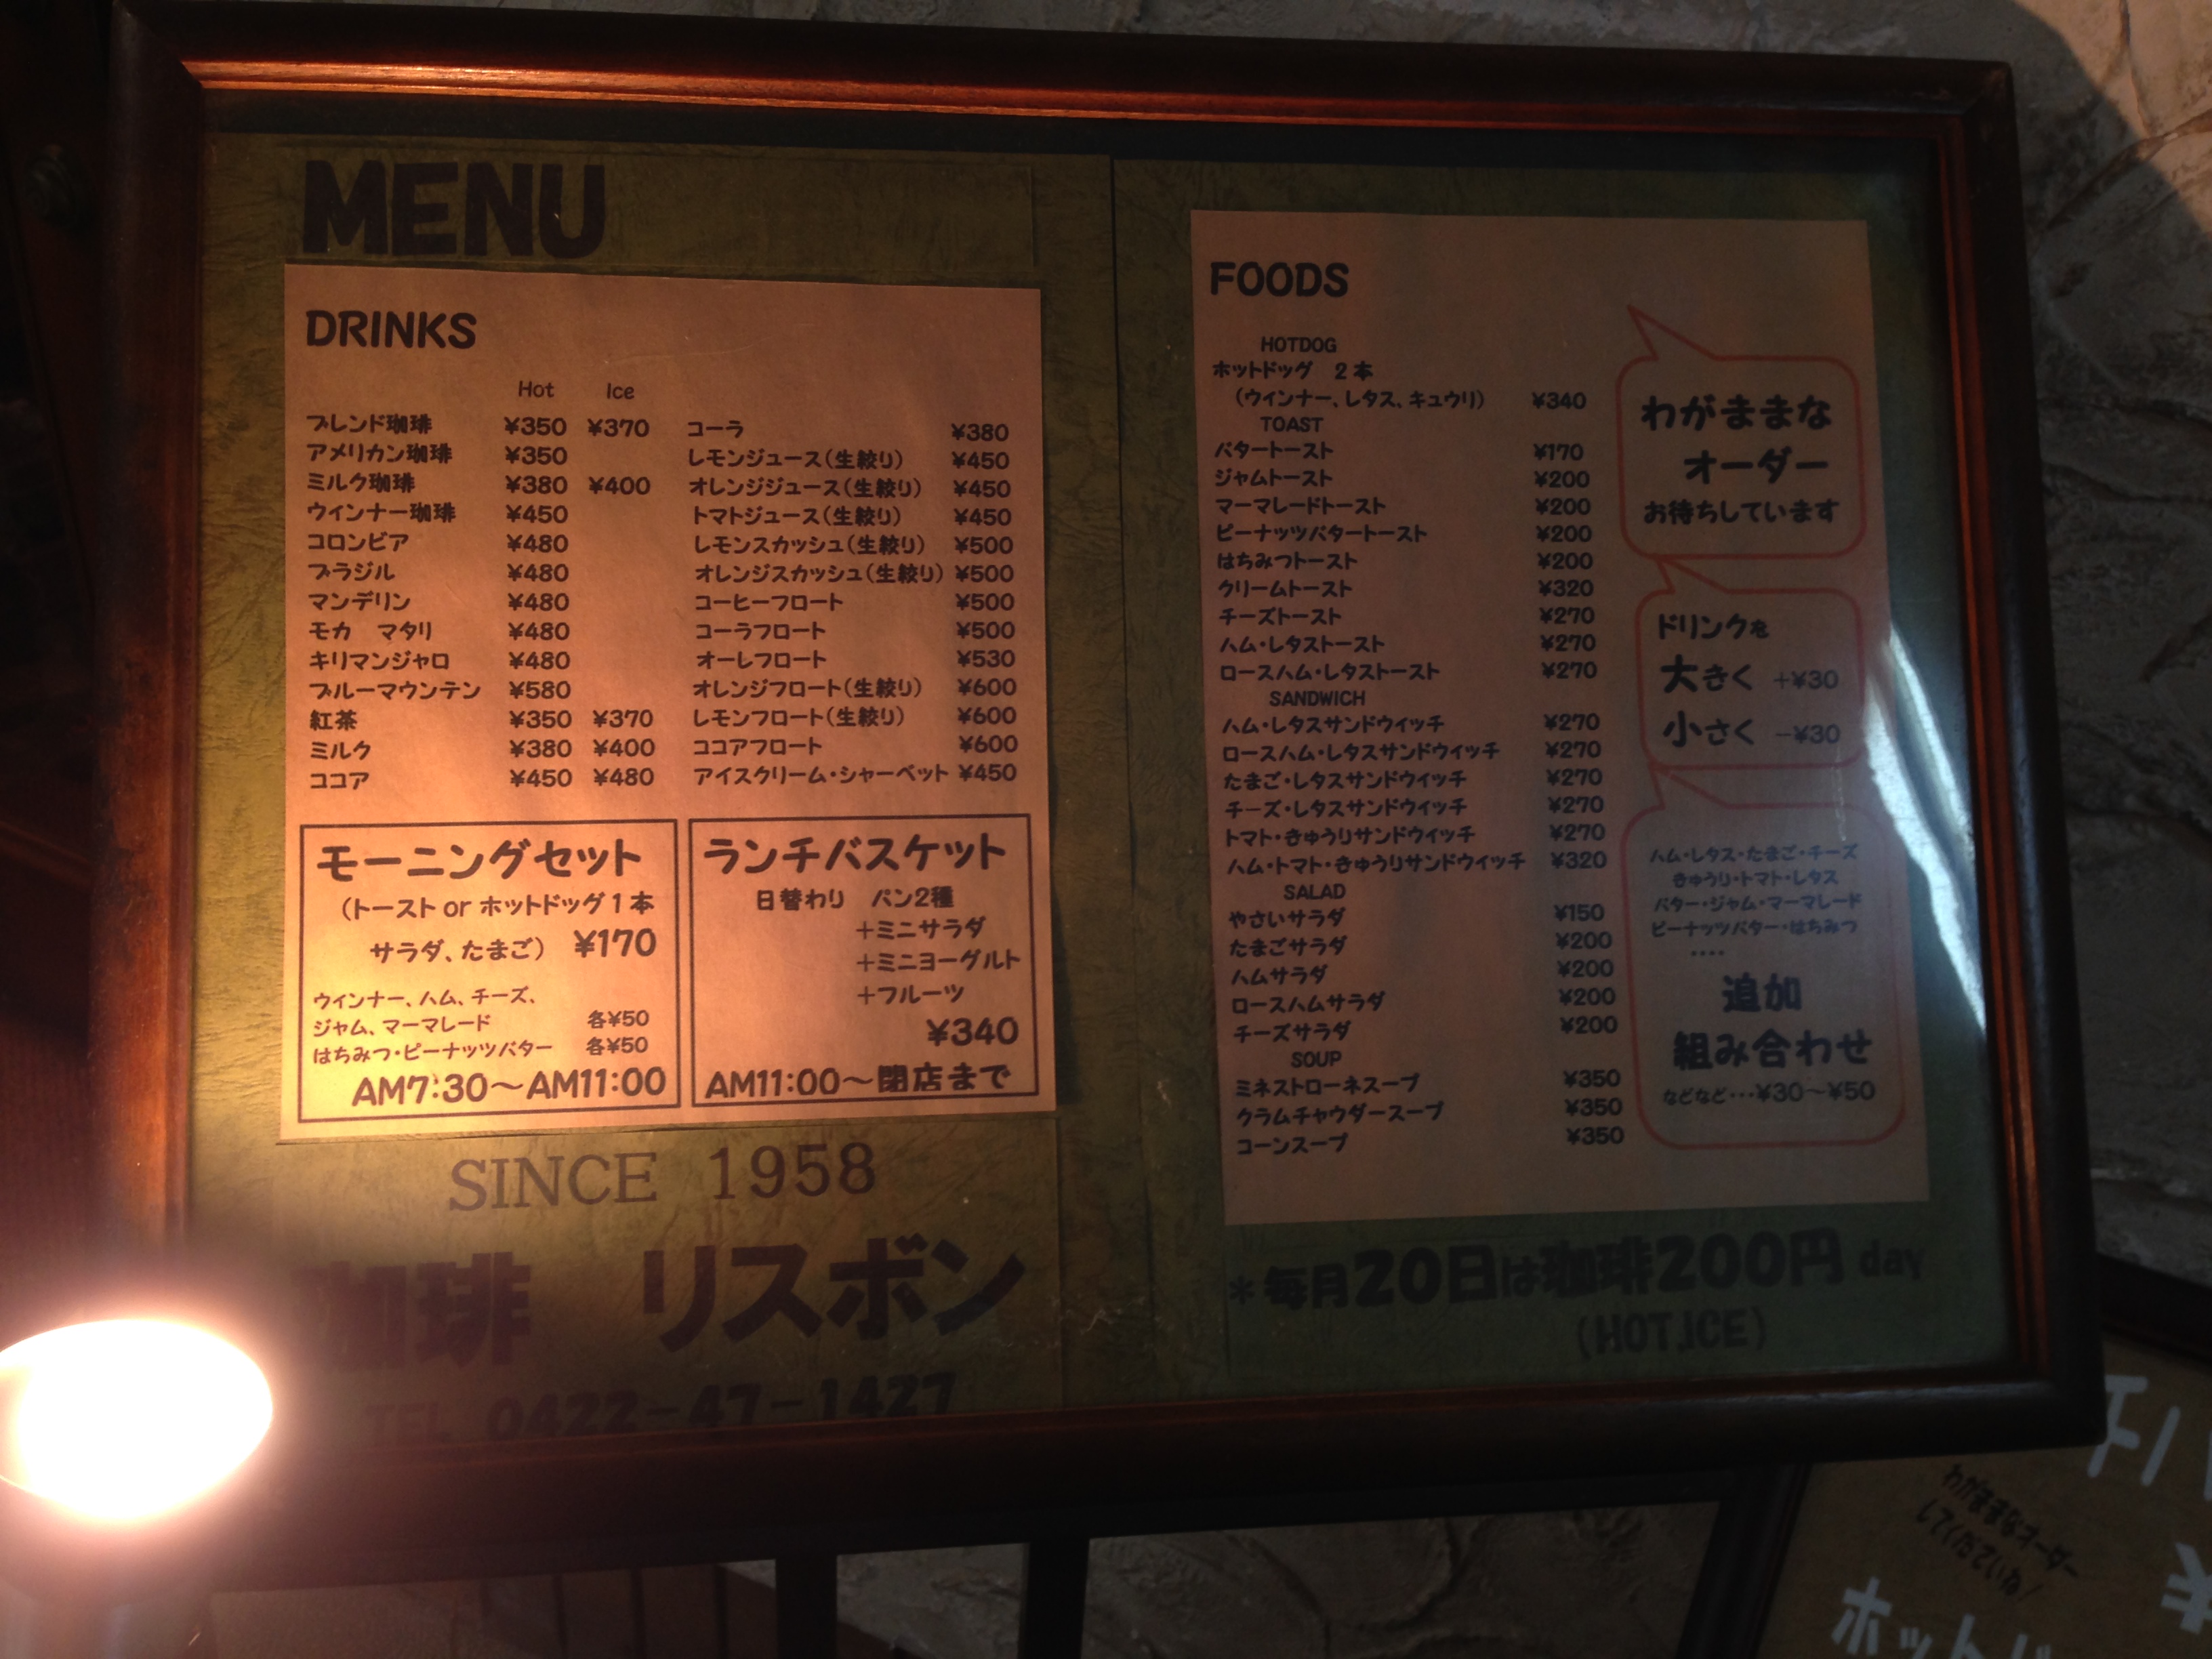 MENU
DRINKS
Hot Ice
ブレンド珈琲 ¥350 ¥370
アメリカン珈琲 ¥350
ミルク珈琲 ¥380 ¥400
ウインナー珈琲 ¥450
コロンビア ¥480
ブラジル ¥480
マンデリン ¥480
モカ マタリ ¥480
キリマンジャロ ¥480
ブルーマウンテン ¥580
紅茶 ¥350 ¥370
ミルク ¥380 ¥400
ココア ¥450 ¥480
コーラ ¥380
レモンジュース(生絞り) ¥450
オレンジジュース(生絞り) ¥450
トマトジュース(生絞り) ¥450
レモンスカッシュ(生絞り) ¥500
オレンジスカッシュ(生絞り) ¥500
コーヒーフロート ¥500
コーラフロート ¥500
オーレフロート ¥530
オレンジフロート(生絞り) ¥600
レモンフロート(生絞り) ¥600
ココアフロート ¥600
アイスクリーム・シャーベット ¥450
モーニングセット
(トースト or ホットドッグ1本
サラダ、たまご) ¥170
ウインナー、ハム、チーズ、
ジャム、マーマレード 各¥50
はちみつ・ピーナッツバター 各¥50
AM7:30～AM11:00
ランチバスケット
日替わり パン2種
+ミニサラダ
+ミニヨーグルト
+フルーツ
¥340
AM11:00～閉店まで
SINCE 1958
珈琲 リスボン
TEL 0422-47-1427
FOODS
HOTDOG
ホットドッグ 2本
(ウインナー、レタス、キュウリ) ¥340
TOAST
バタートースト ¥170
ジャムトースト ¥200
マーマレードトースト ¥200
ピーナッツバタートースト ¥200
はちみつトースト ¥200
クリームトースト ¥320
チーズトースト ¥270
ハム・レタストースト ¥270
ロースハム・レタストースト ¥270
SANDWICH
ハム・レタスサンドウイッチ ¥270
ロースハム・レタスサンドウイッチ ¥270
たまご・レタスサンドウイッチ ¥270
チーズ・レタスサンドウイッチ ¥270
トマト・きゅうりサンドウイッチ ¥270
ハム・トマト・きゅうりサンドウイッチ ¥320
SALAD
やさいサラダ ¥150
たまごサラダ ¥200
ハムサラダ ¥200
ロースハムサラダ ¥200
チーズサラダ ¥200
SOUP
ミネストローネスープ ¥350
クラムチャウダースープ ¥350
コーンスープ ¥350
わがままな
オーダー
お待ちしています
ドリンクを
大きく +¥30
小さく -¥30
ハム・レタス・たまご・チーズ
きゅうり・トマト・レタス
バター・ジャム・マーマレード
ピーナッツバター・はちみつ
････
追加
組み合わせ
などなど･･･¥30～¥50
*毎月20日は珈琲200円 day
(HOT,ICE)
わがままなオーダー
してくださいね!